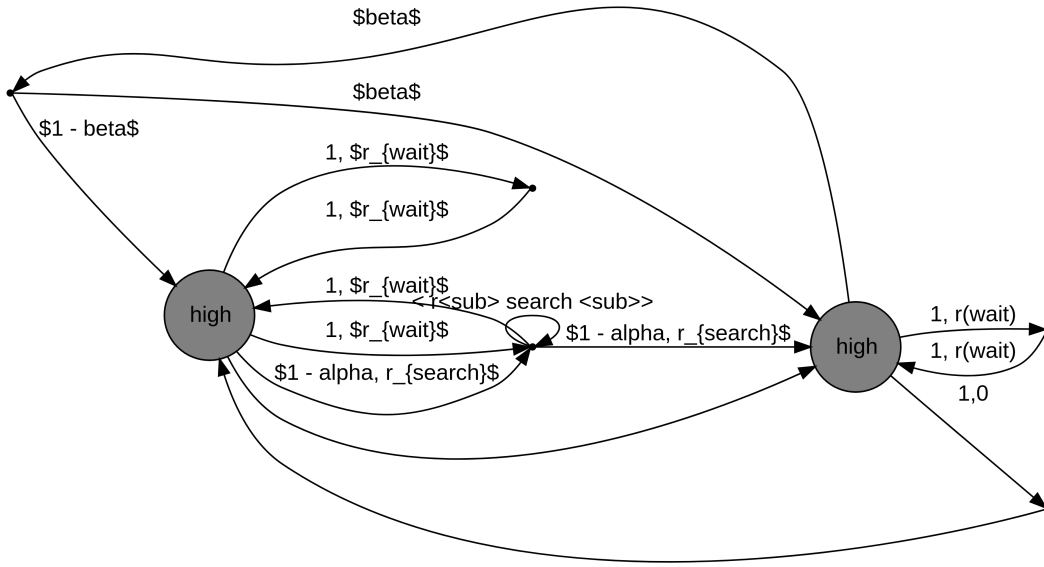 $beta$
$beta$
$1 - beta$
1, $r_{wait}$
1, $r_{wait}$
1, $r_{wait}$
< r<sub> search <sub>>
high
1, r(wait)
1, $r_{wait}$
$1 - alpha, r_{search}$
high
1, r(wait)
$1 - alpha, r_{search}$
1,0